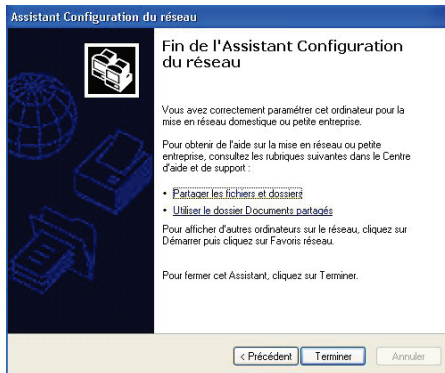 Assistant Configuration du réseau
Fin de l'Assistant Configuration
du réseau
Vous avez correctement paramétrer cet ordinateur pour la
mise en réseau domestique ou petite entreprise.
Pour obtenir de l'aide sur la mise en réseau ou petite
entreprise, consultez les rubriques suivantes dans le Centre
d'aide et de support :
• Partager les fichiers et dossiers
• Utiliser le dossier Documents partagés
Pour afficher d'autres ordinateurs sur le réseau, cliquez sur
Démarrer puis cliquez sur Favoris réseau.
Pour fermer cet Assistant, cliquez sur Terminer.
< Précédent
Terminer
Annuler